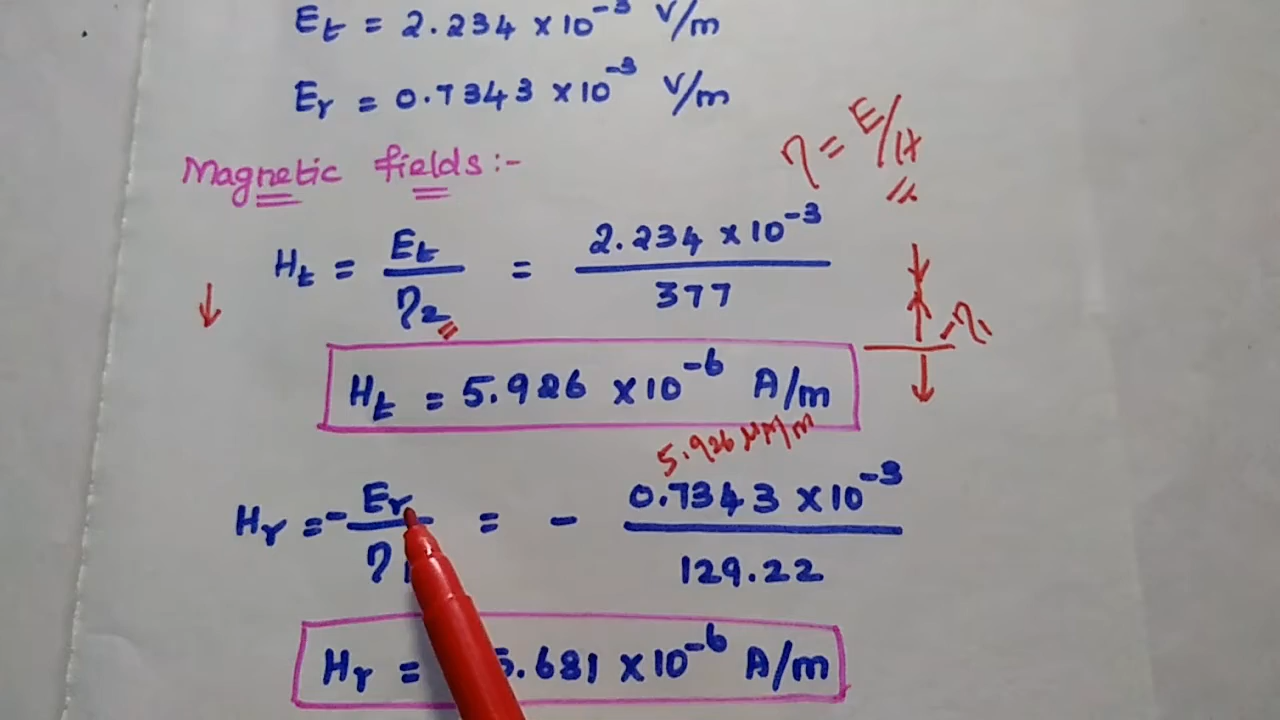 Et = 2.234 × 10⁻³ V/m
Er = 0.7343 × 10⁻³ V/m
Magnetic fields :-
η = E/H
Ht = Et/η2 = 2.234 × 10⁻³ / 377
Ht = 5.926 × 10⁻⁶ A/m
5.926 μA/m
Hr = - Er/η1 = - 0.7343 × 10⁻³ / 129.22
Hr = 5.681 × 10⁻⁶ A/m
η1